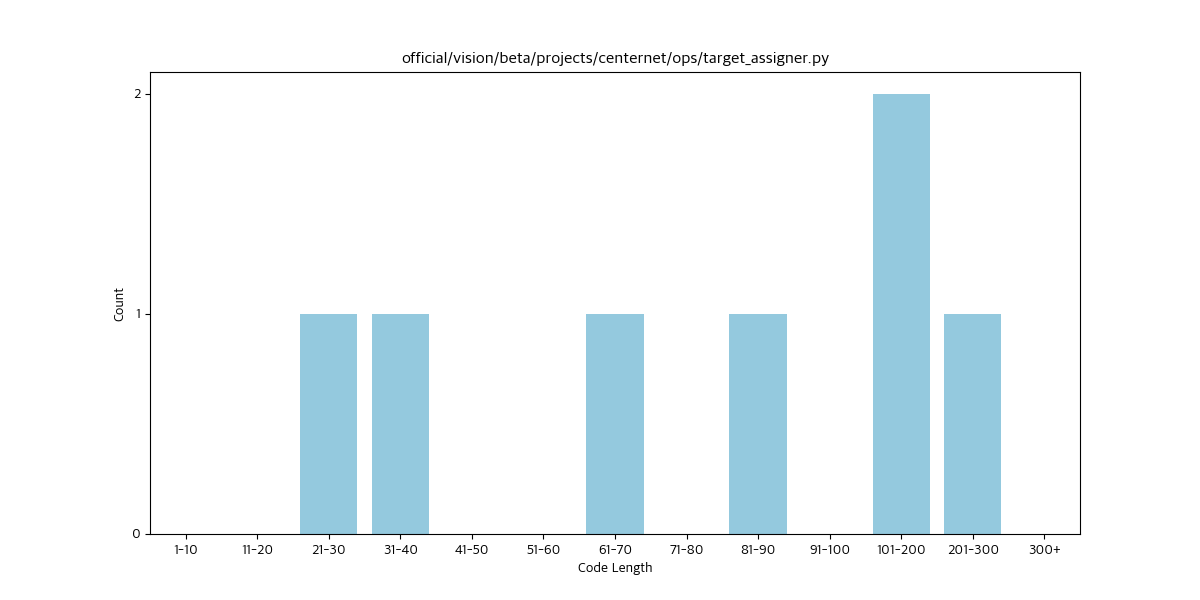 official/vision/beta/projects/centernet/ops/target_assigner.py
2
1
0
Count
1-10 11-20 21-30 31-40 41-50 51-60 61-70 71-80 81-90 91-100 101-200 201-300 300+
Code Length